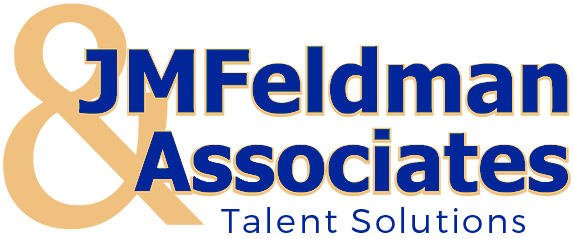 JMFeldman
& Associates
Talent Solutions